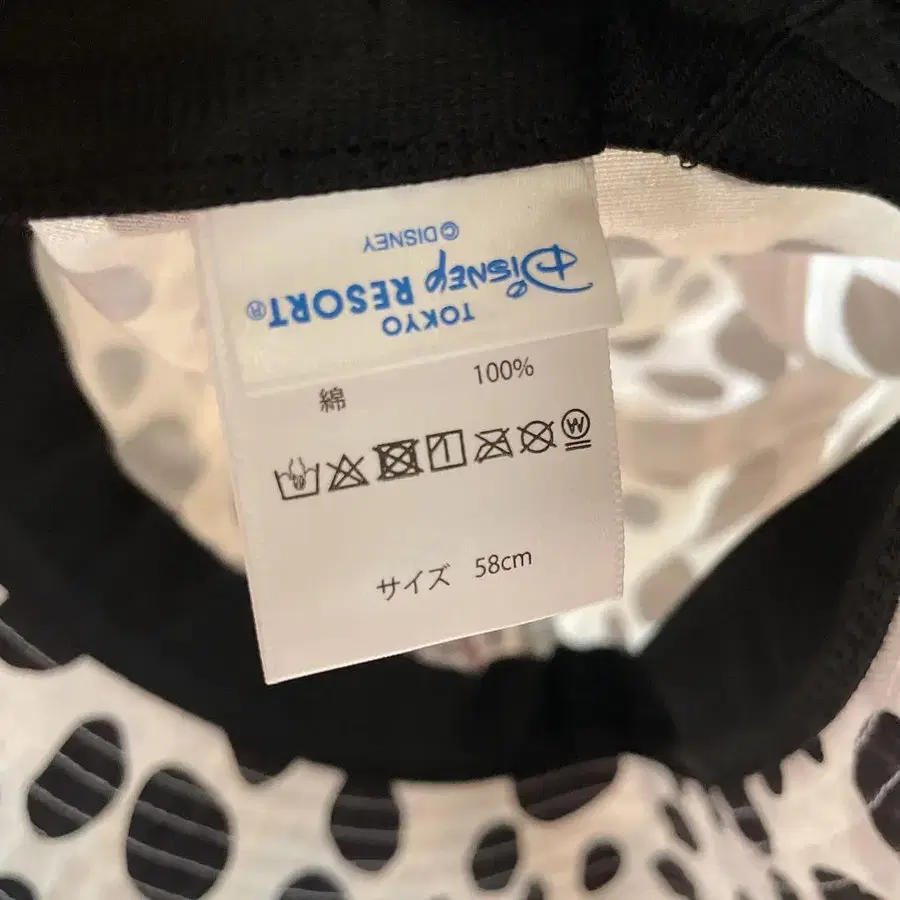 TOKYO
DISNEY RESORT®
© DISNEY
綿 100%
サイズ 58cm